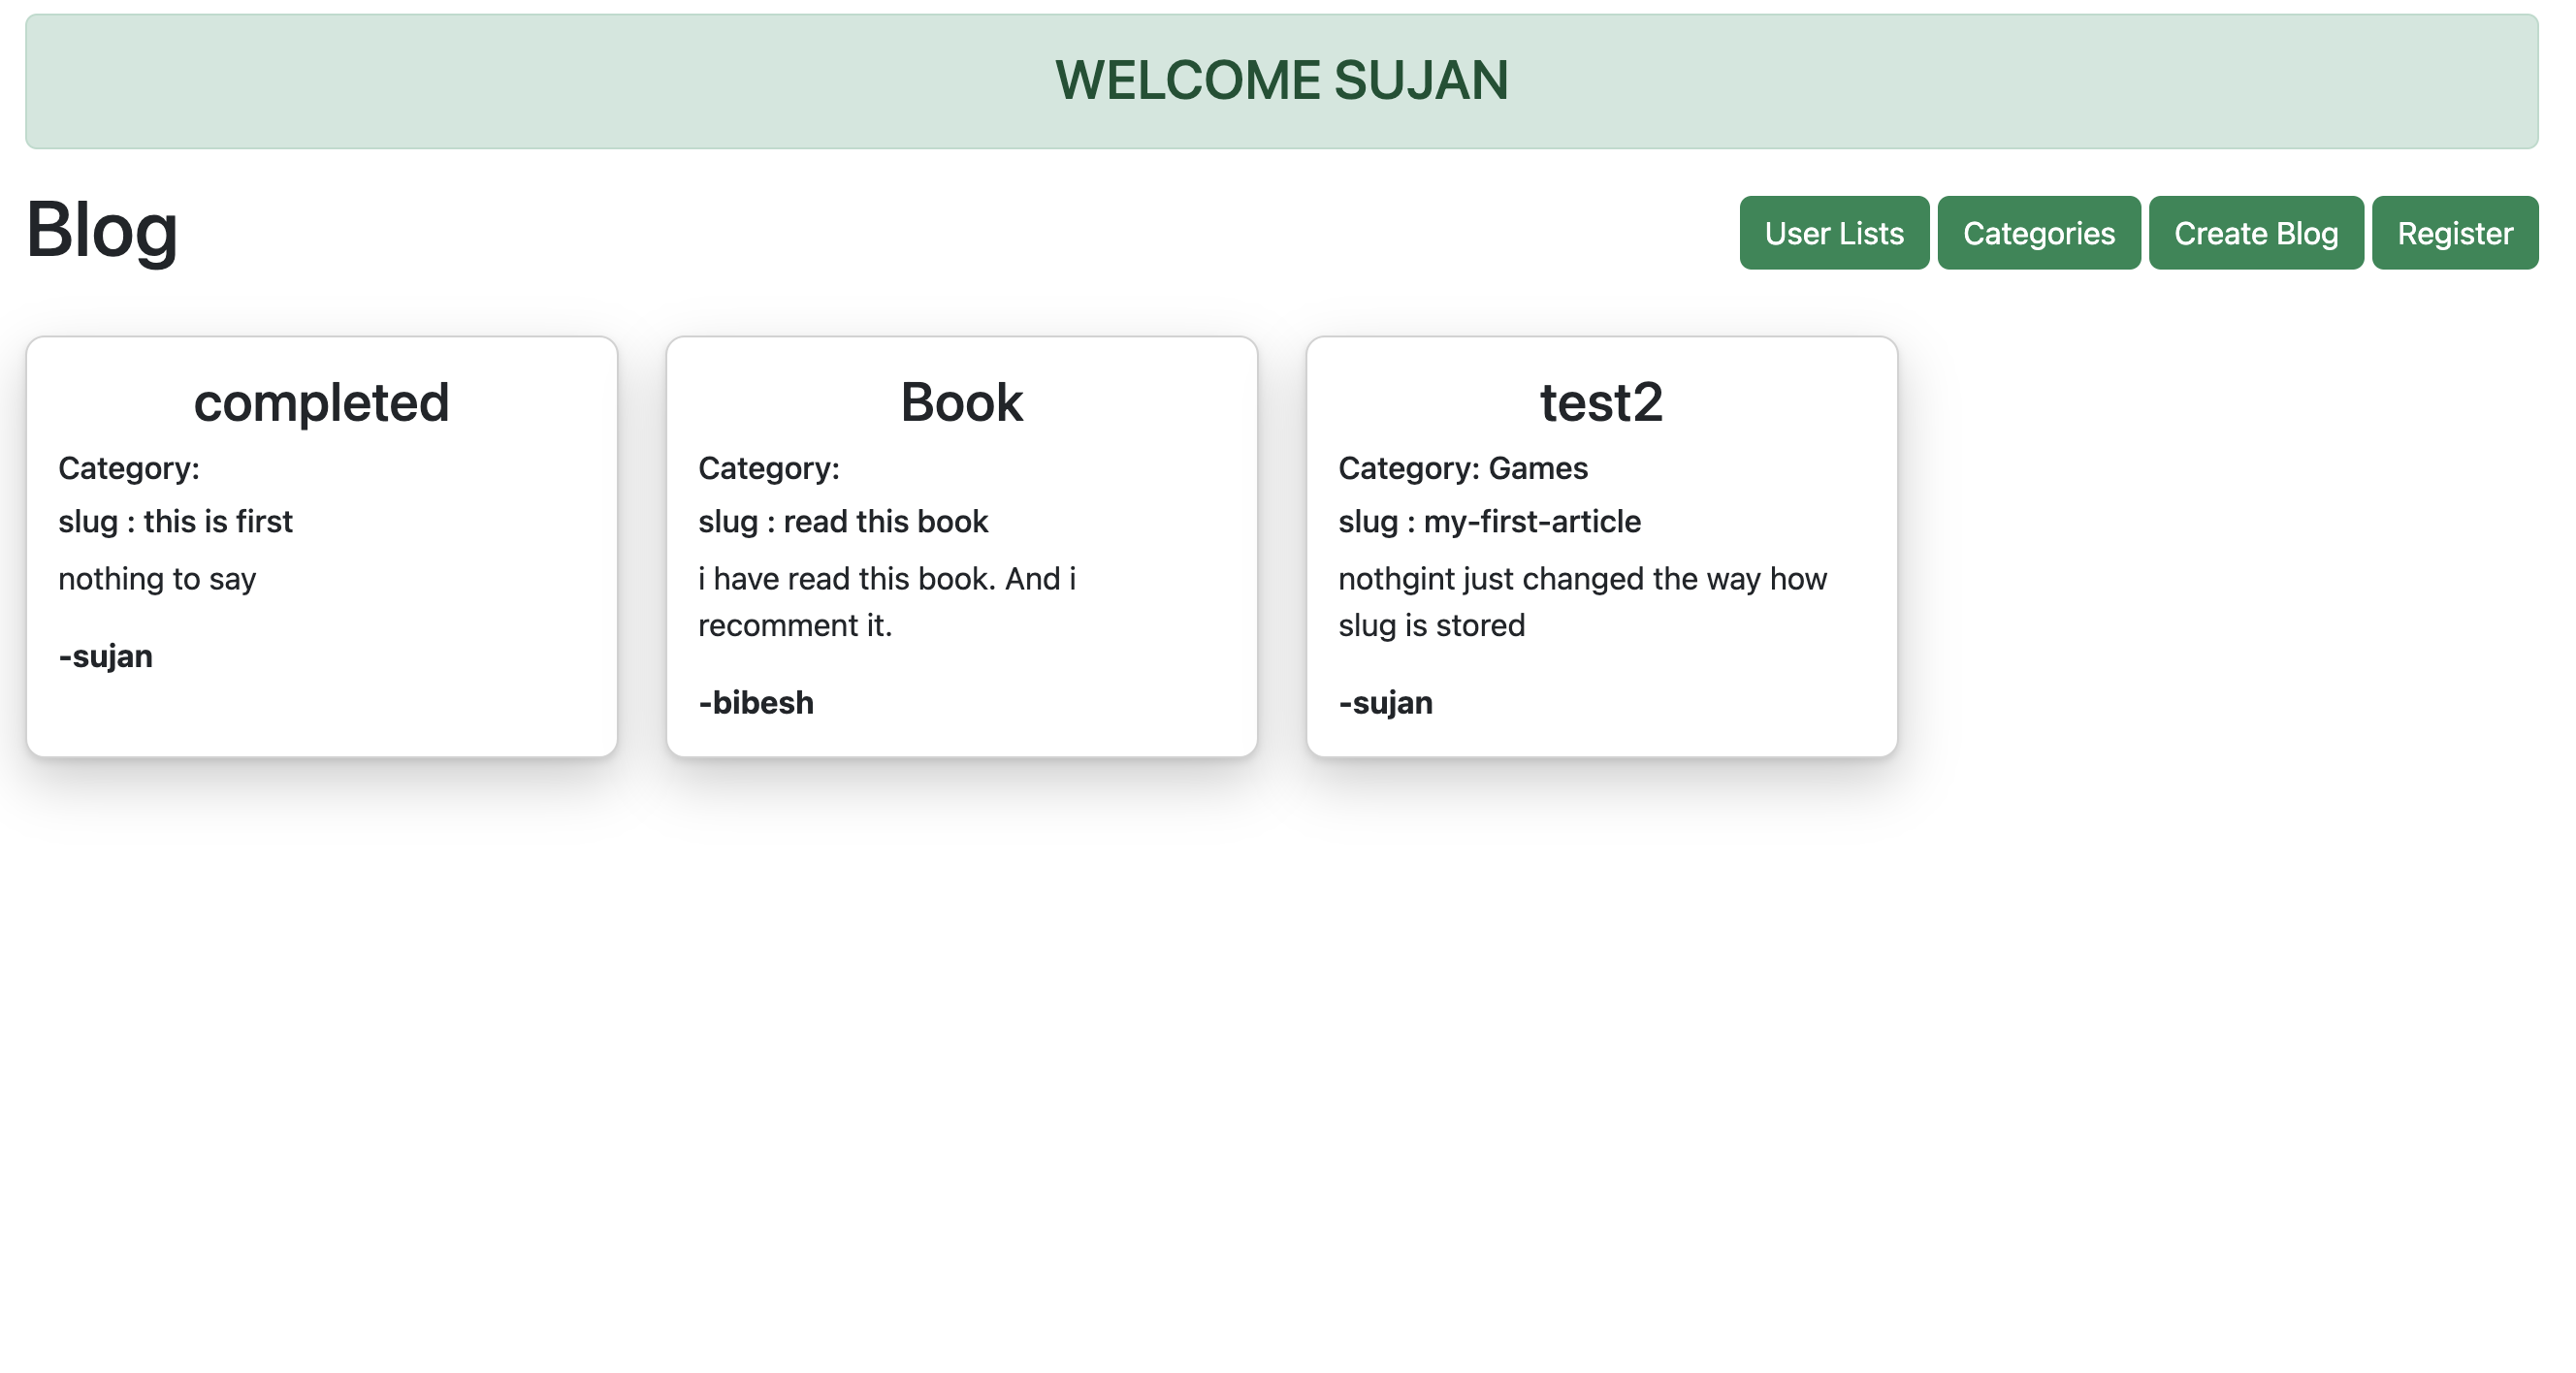 WELCOME SUJAN
Blog
User Lists
Categories
Create Blog
Register
completed
Category:
slug : this is first
nothing to say
-sujan
Book
Category:
slug : read this book
i have read this book. And i
recomment it.
-bibesh
test2
Category: Games
slug : my-first-article
nothgint just changed the way how
slug is stored
-sujan